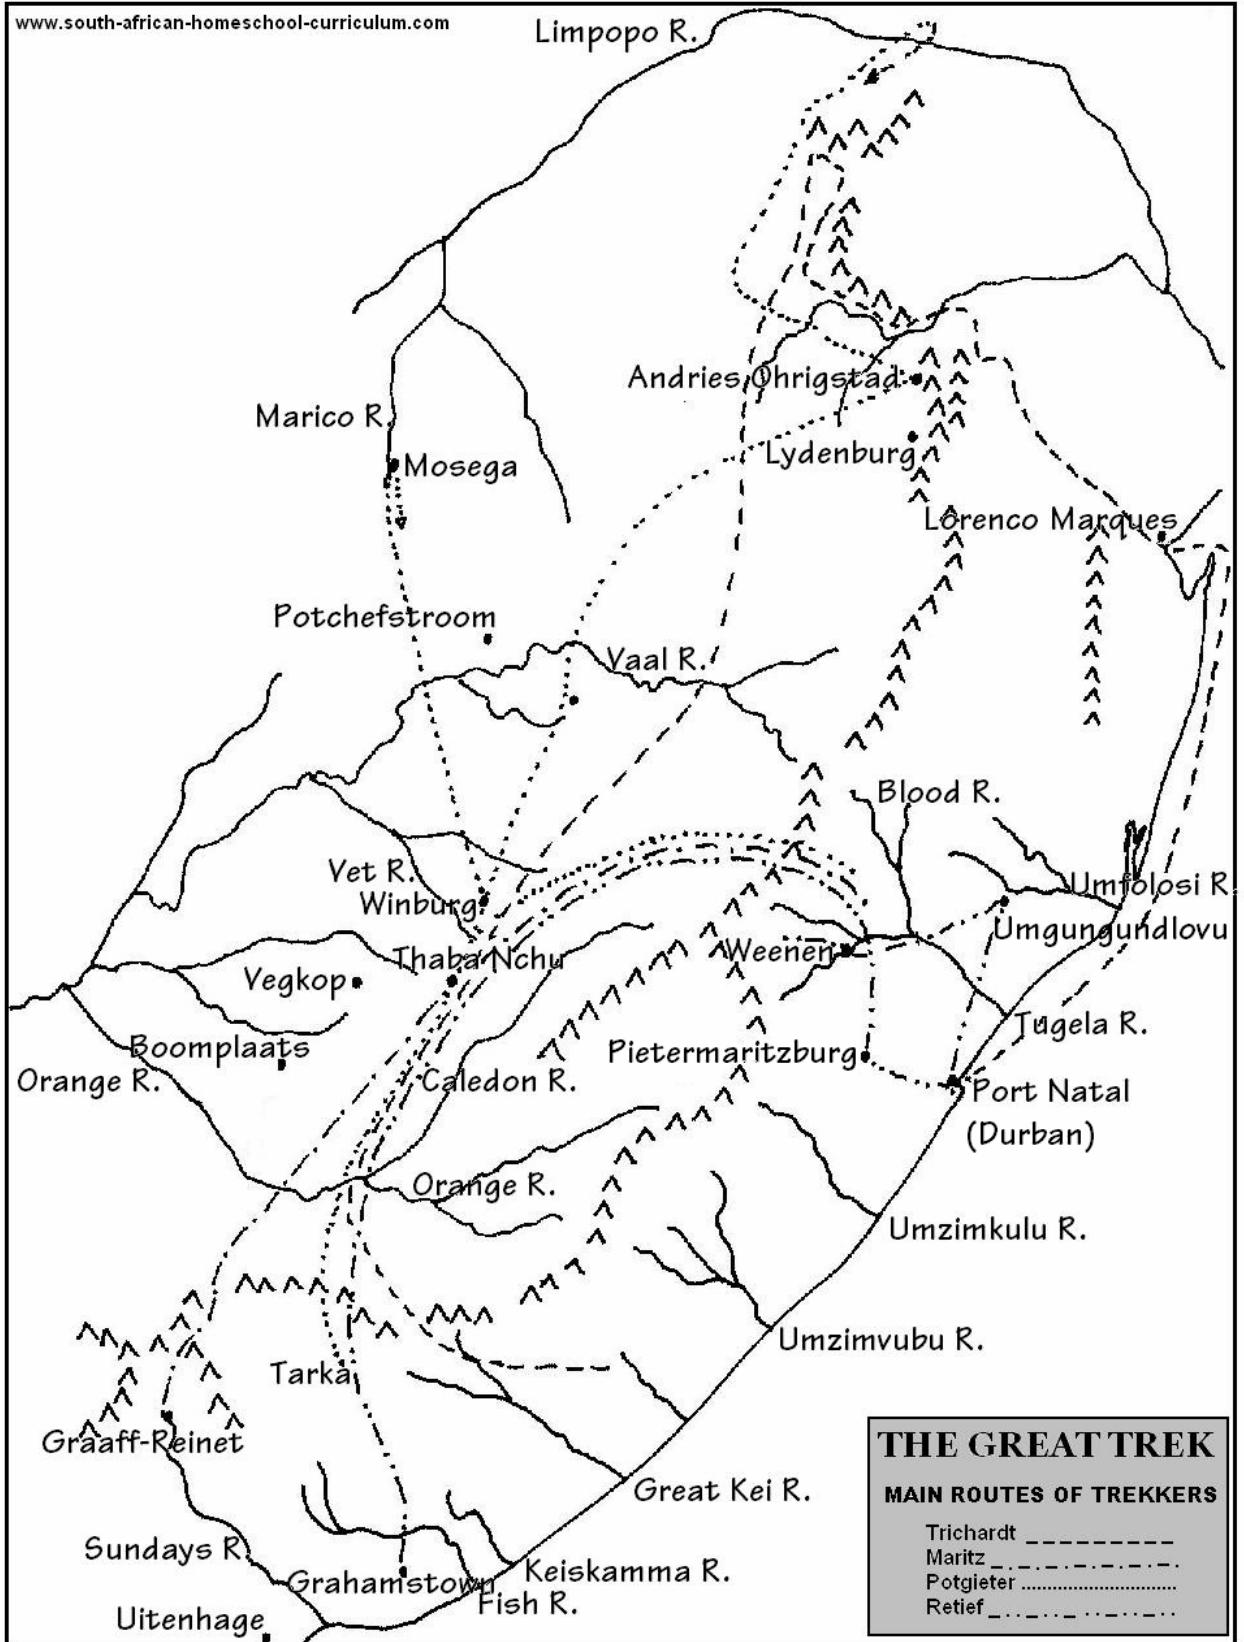 www.south-african-homeschool-curriculum.com
Limpopo R.
Andries Ohrigstad
Marico R.
Lydenburg
Mosega
Lorenco Marques
Potchefstroom
Vaal R.
Blood R.
Vet R.
Winburg
Umfolosi R.
Umgungundlovu
Thaba Nchu
Weenen
Vegkop
Tugela R.
Boomplaats
Pietermaritzburg
Orange R.
Caledon R.
Port Natal
(Durban)
Orange R.
Umzimkulu R.
Umzimvubu R.
Tarka
Graaff-Reinet
Great Kei R.
Sundays R.
Grahamstown
Keiskamma R.
Fish R.
Uitenhage
THE GREAT TREK
MAIN ROUTES OF TREKKERS
Trichardt
Maritz
Potgieter
Retief